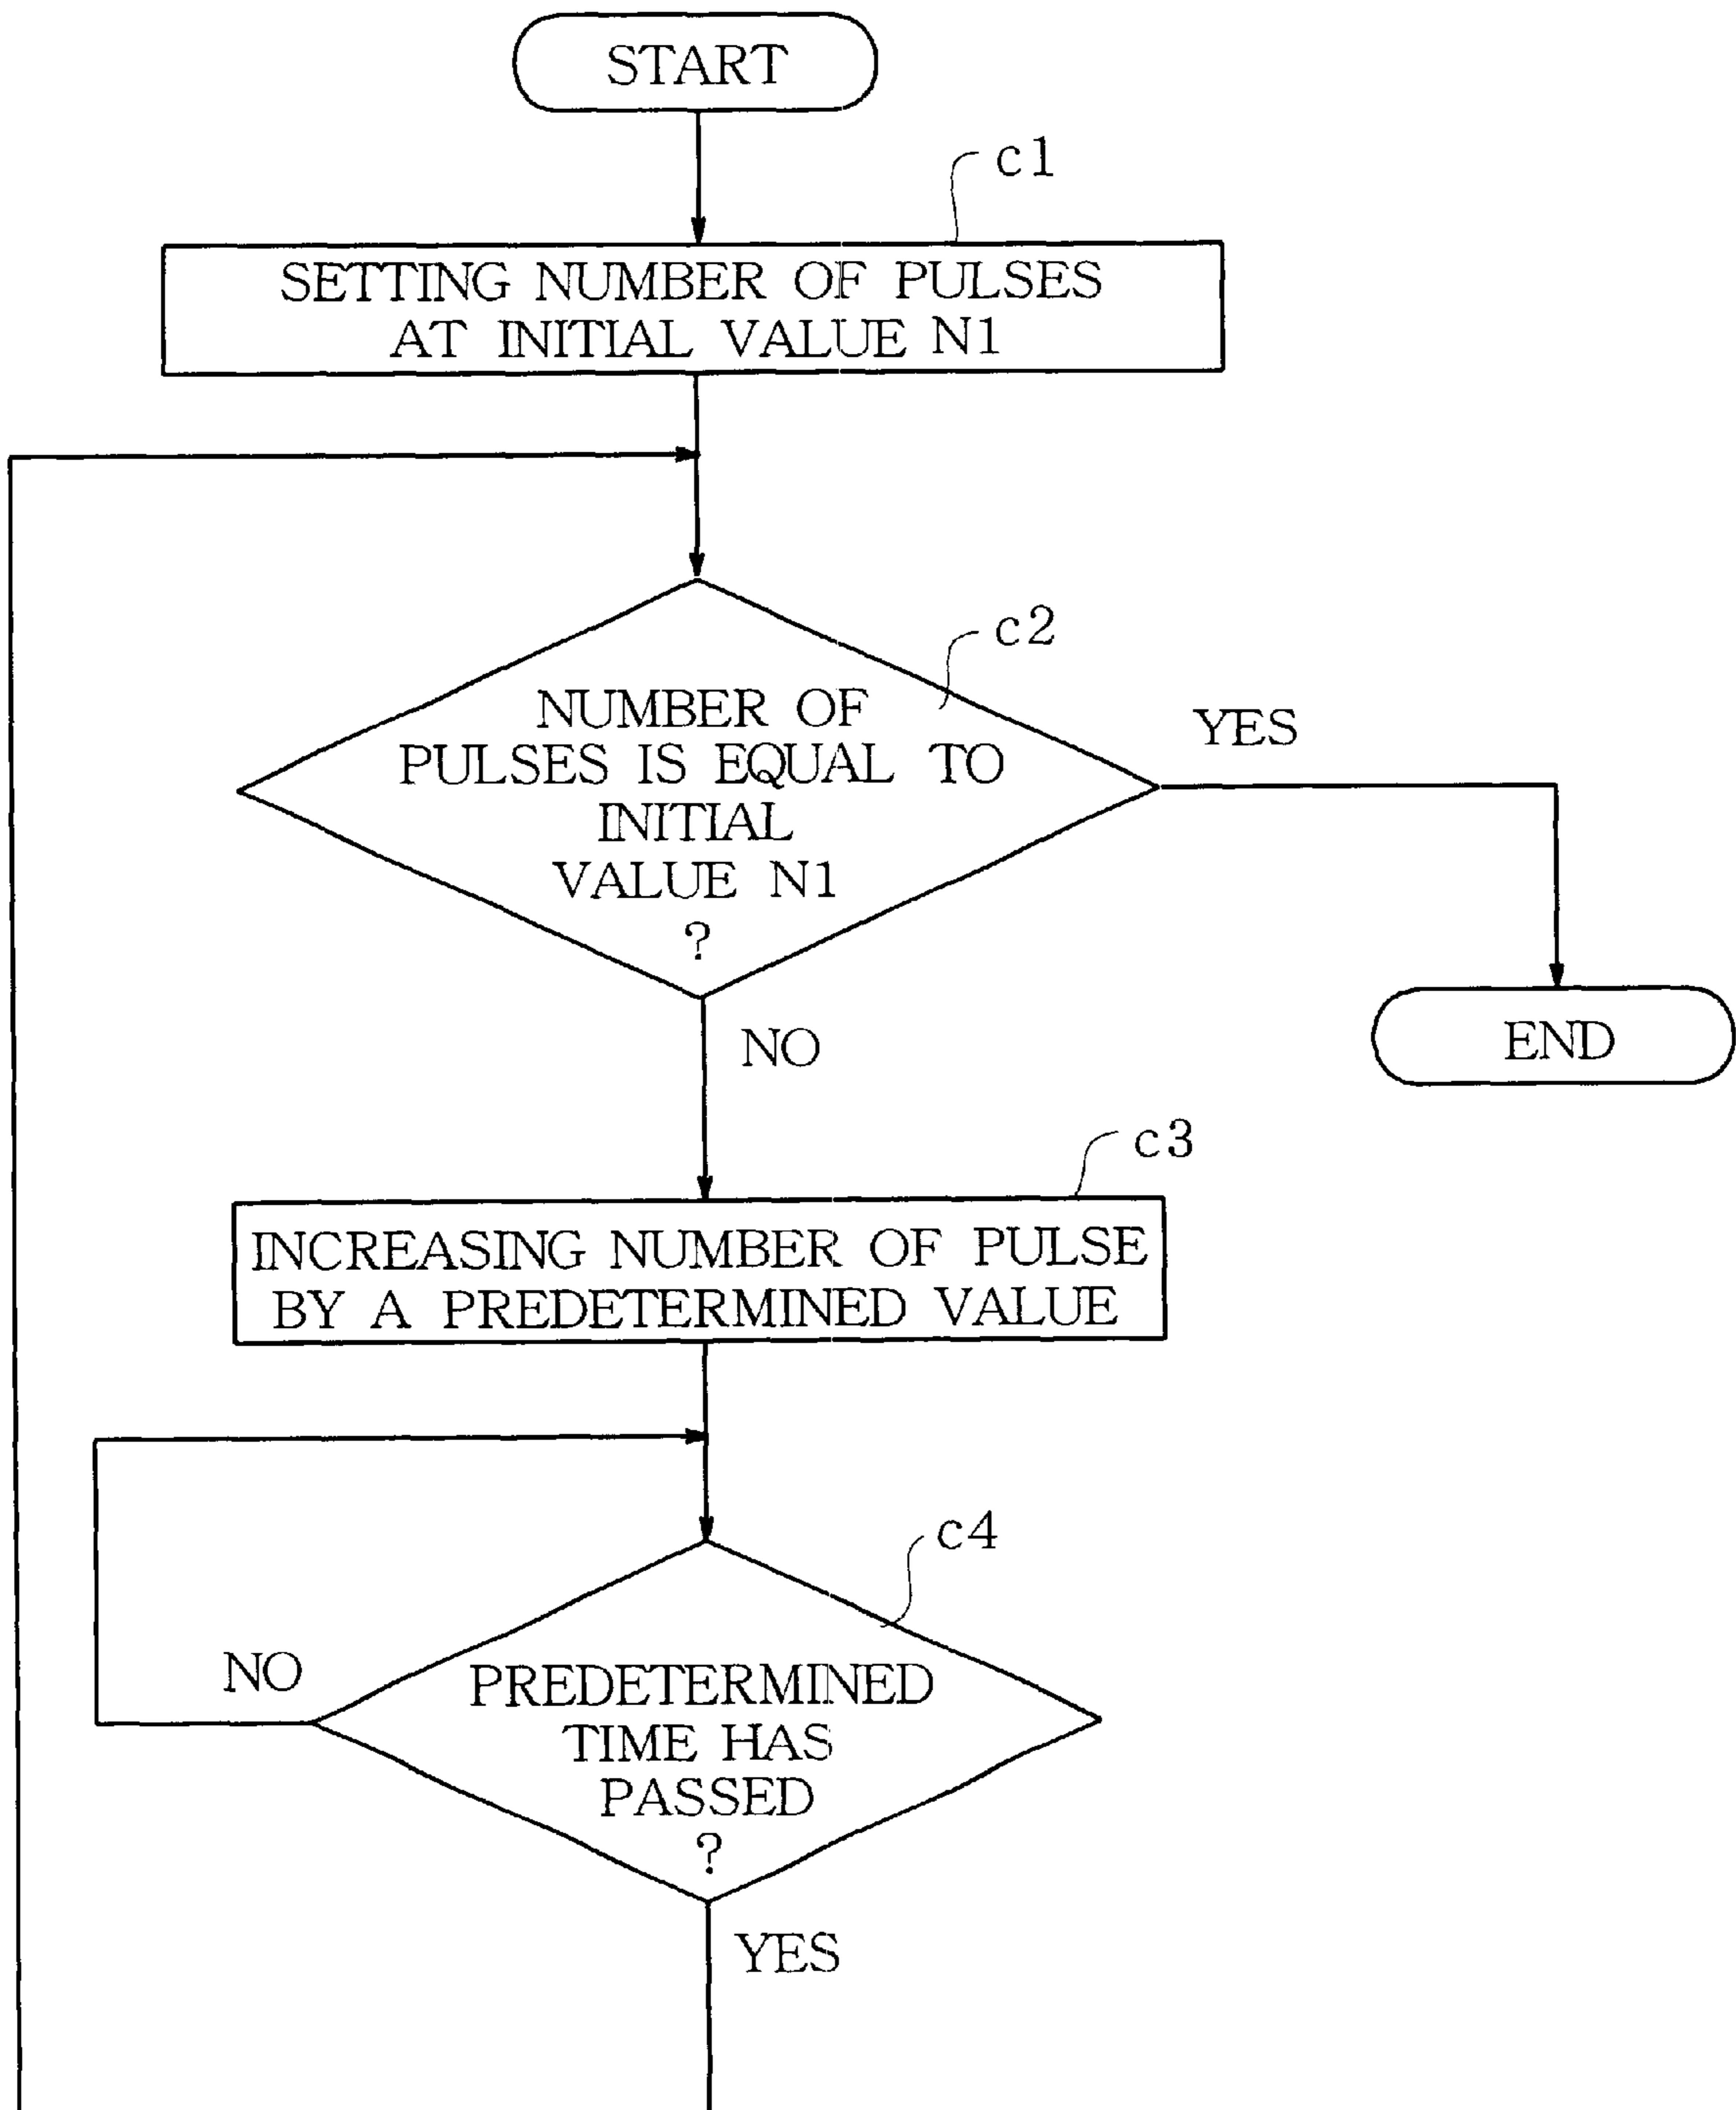 START
c1
SETTING NUMBER OF PULSES
AT INITIAL VALUE N1
c2
NUMBER OF
PULSES IS EQUAL TO
INITIAL
VALUE N1
?
YES
END
NO
c3
INCREASING NUMBER OF PULSE
BY A PREDETERMINED VALUE
c4
NO
PREDETERMINED
TIME HAS
PASSED
?
YES